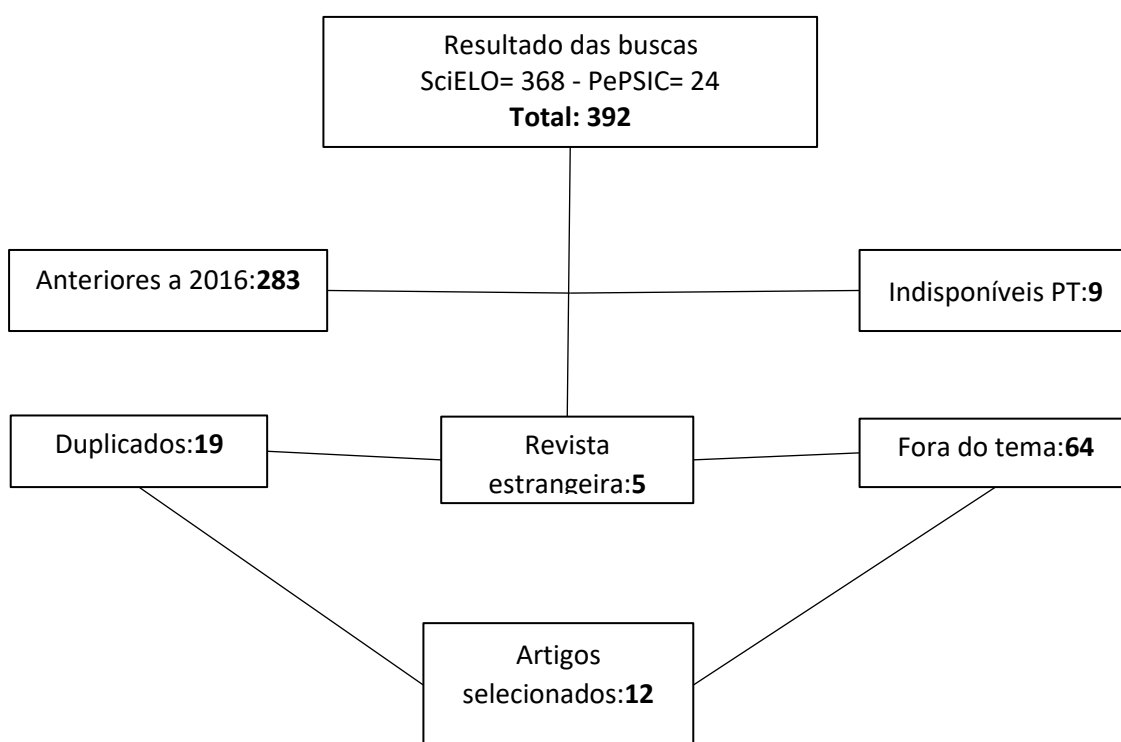 Resultado das buscas
SciELO= 368 - PePSIC= 24
Total: 392
Anteriores a 2016:283
Indisponíveis PT:9
Duplicados:19
Revista
estrangeira:5
Fora do tema:64
Artigos
selecionados:12